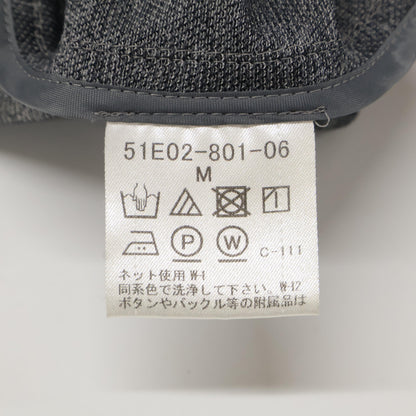 51E02-801-06
M
P W C-111
ネット使用 W-1
同系色で洗浄して下さい。W-12
ボタンやバックル等の附属品は